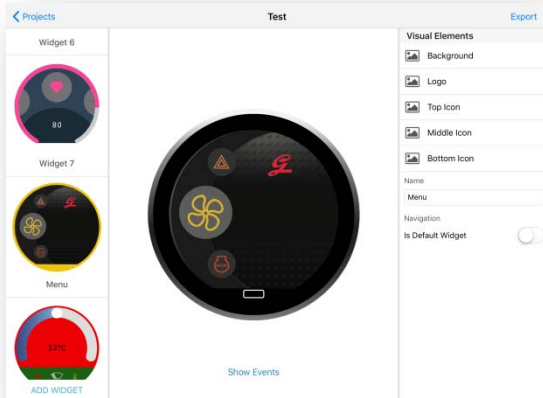 Projects
Test
Export
Widget 6
80
Widget 7
Menu
33°C
ADD WIDGET
Show Events
Visual Elements
Background
Logo
Top Icon
Middle Icon
Bottom Icon
Name
Menu
Navigation
Is Default Widget